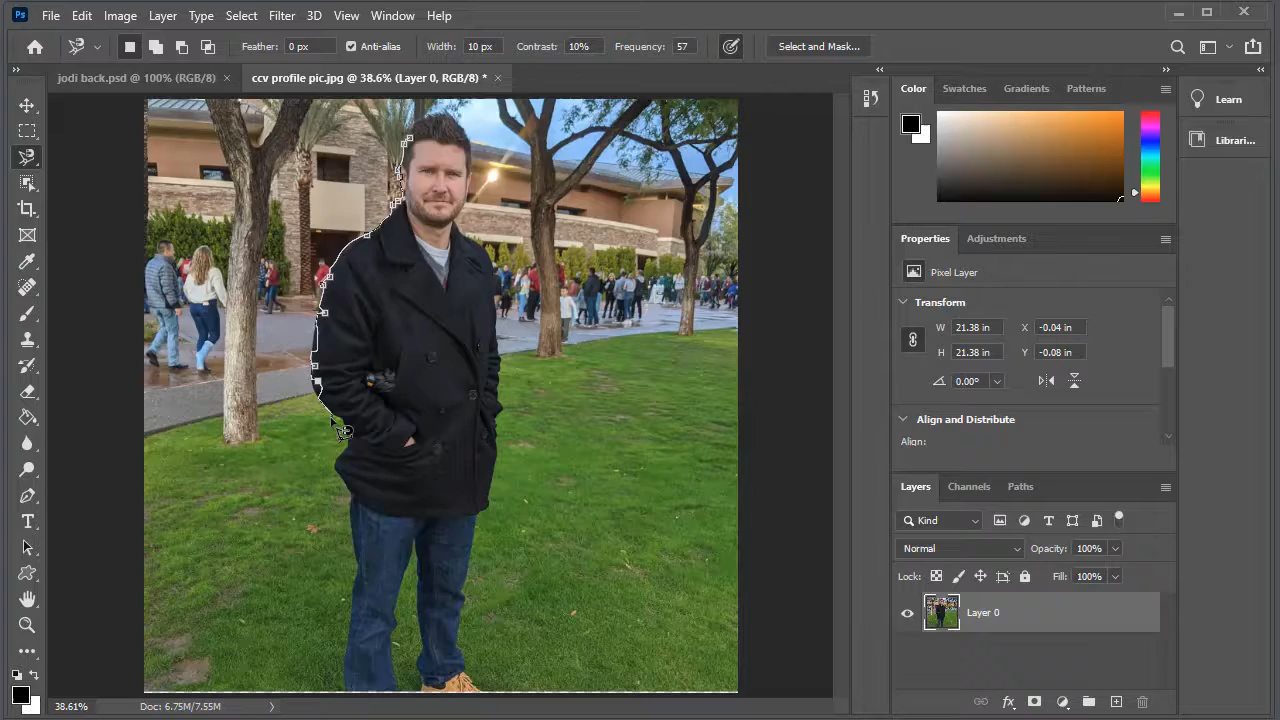 Ps File Edit Image Layer Type Select Filter 3D View Window Help
Feather: 0 px Anti-alias Width: 10 px Contrast: 10% Frequency: 57 Select and Mask...
jodi back.psd @ 100% (RGB/8) × ccv profile pic.jpg @ 38.6% (Layer 0, RGB/8) * ×
Color Swatches Gradients Patterns
Learn
Librari...
Properties Adjustments
Pixel Layer
Transform
W 21.38 in X -0.04 in
H 21.38 in Y -0.08 in
0.00°
Align and Distribute
Align:
Layers Channels Paths
Kind
Normal Opacity: 100%
Lock: Fill: 100%
Layer 0
fx
38.61% Doc: 6.75M/7.55M